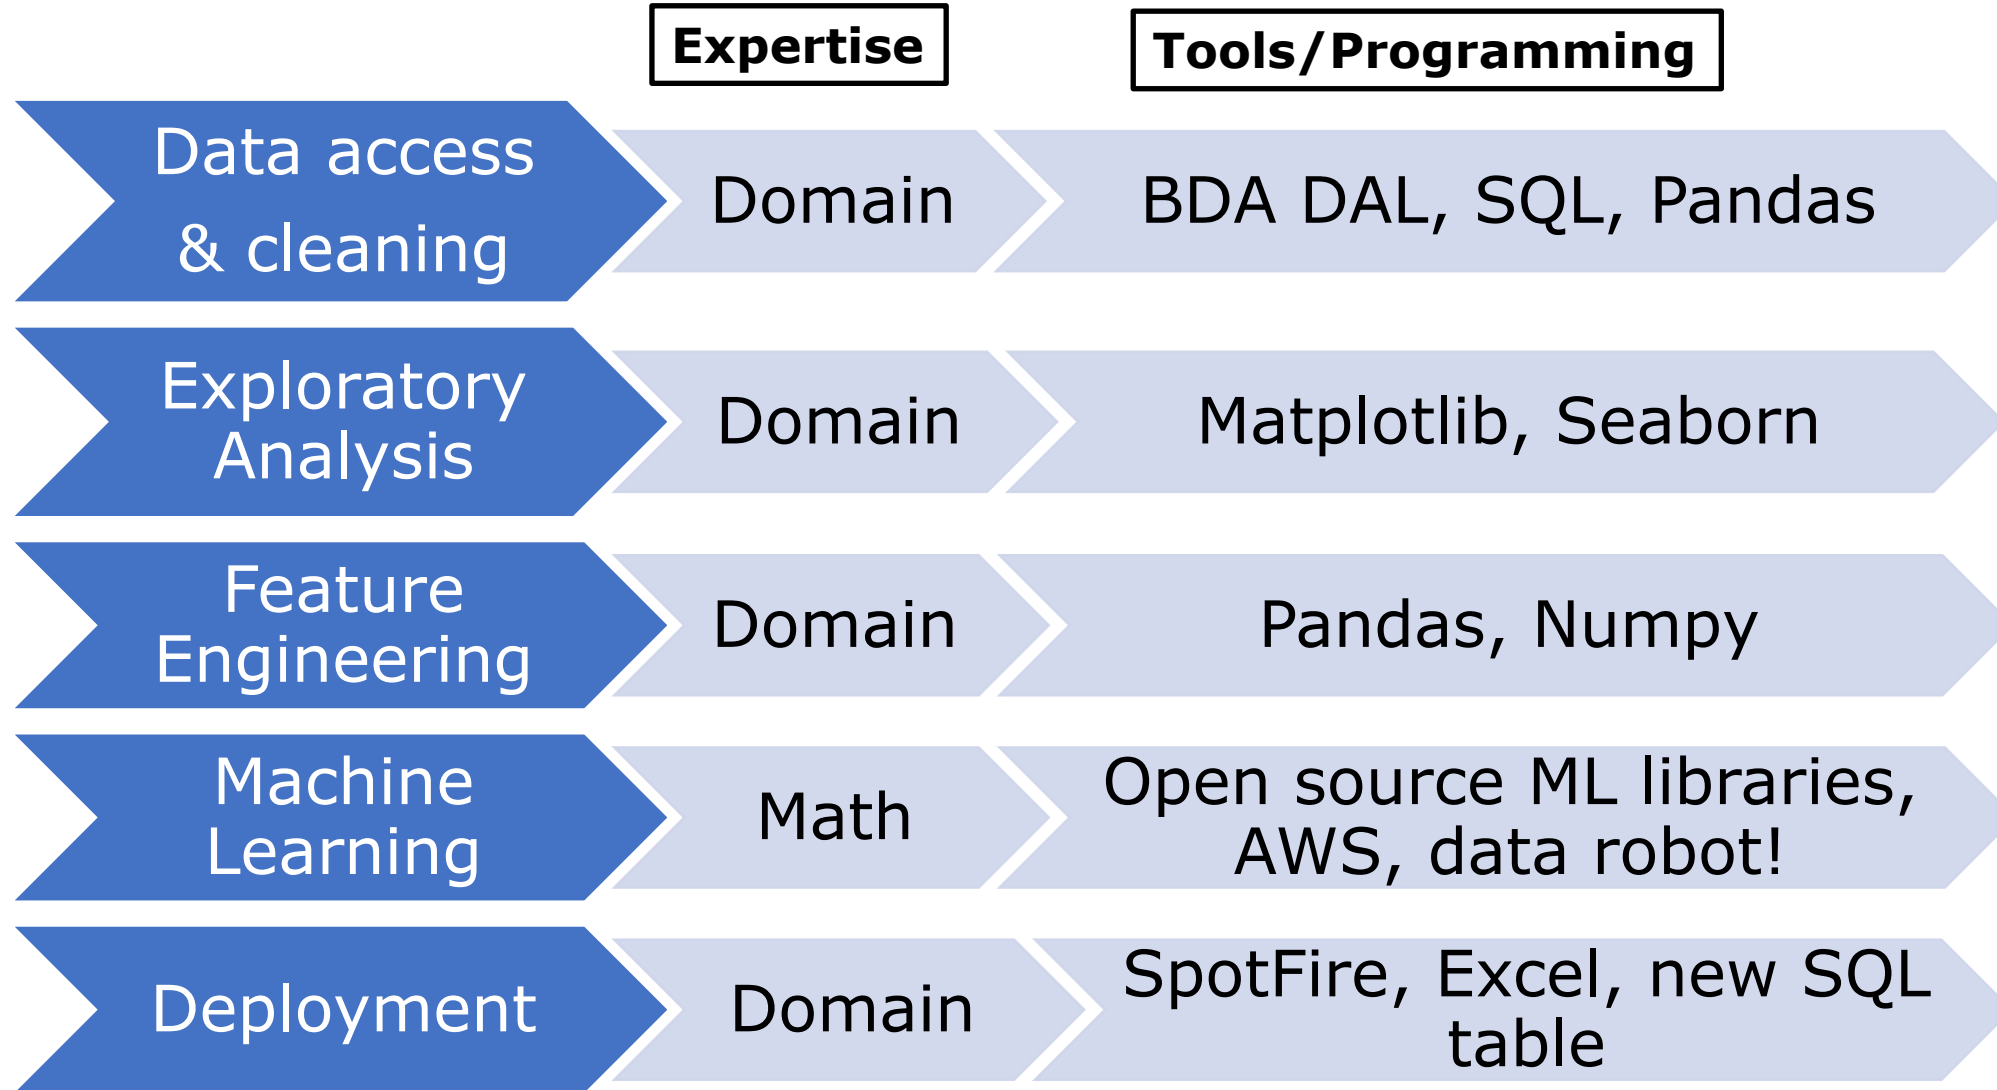 Expertise
Tools/Programming
Data access
& cleaning
Domain
BDA DAL, SQL, Pandas
Exploratory
Analysis
Domain
Matplotlib, Seaborn
Feature
Engineering
Domain
Pandas, Numpy
Machine
Learning
Math
Open source ML libraries,
AWS, data robot!
Deployment
Domain
SpotFire, Excel, new SQL
table